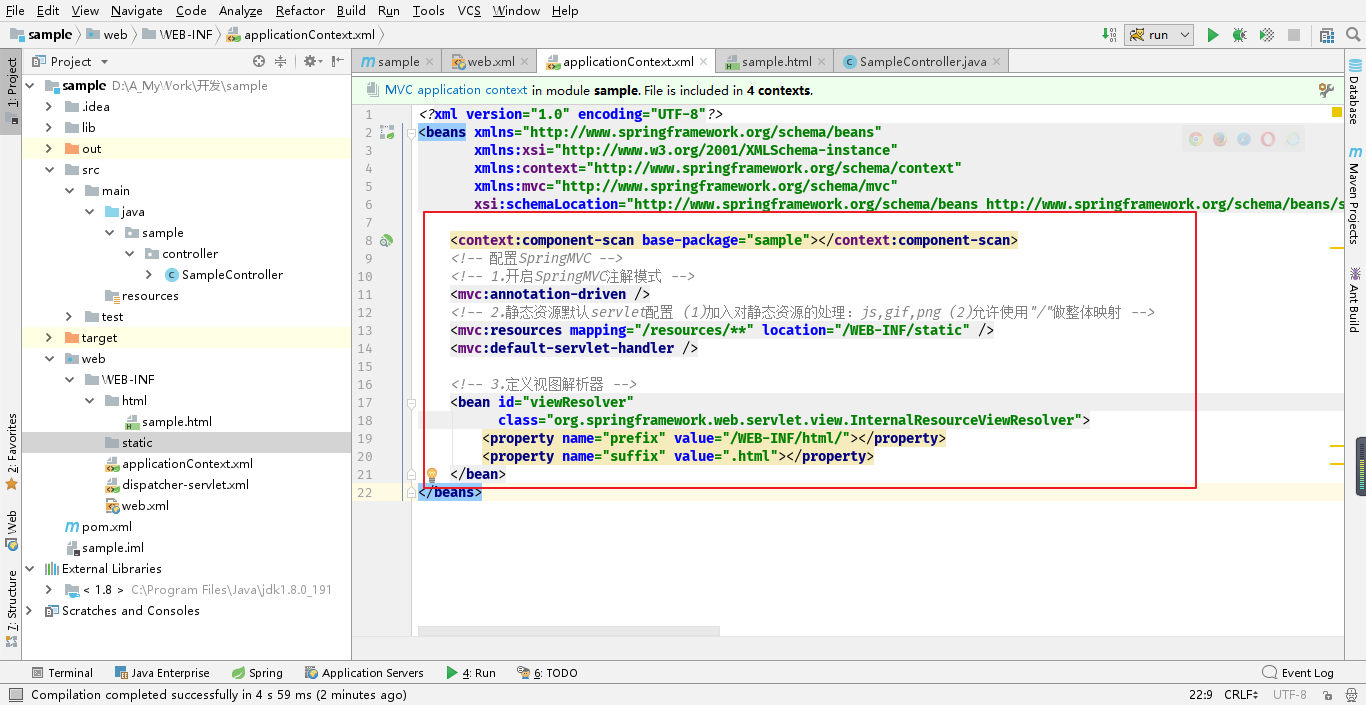 File Edit View Navigate Code Analyze Refactor Build Run Tools VCS Window Help
sample web WEB-INF applicationContext.xml run
Project
sample web.xml applicationContext.xml sample.html SampleController.java
MVC application context in module sample. File is included in 4 contexts.
1: Project
2: Favorites
Web
7: Structure
sample D:\A_MyWork\开发\sample
.idea
lib
out
src
main
java
sample
controller
SampleController
resources
test
target
web
WEB-INF
html
sample.html
static
applicationContext.xml
dispatcher-servlet.xml
web.xml
pom.xml
sample.iml
External Libraries
< 1.8 > C:\Program Files\Java\jdk1.8.0_191
Scratches and Consoles
1 <?xml version="1.0" encoding="UTF-8"?>
2 <beans xmlns="http://www.springframework.org/schema/beans"
3 xmlns:xsi="http://www.w3.org/2001/XMLSchema-instance"
4 xmlns:context="http://www.springframework.org/schema/context"
5 xmlns:mvc="http://www.springframework.org/schema/mvc"
6 xsi:schemaLocation="http://www.springframework.org/schema/beans http://www.springframework.org/schema/beans/s
7
8 <context:component-scan base-package="sample"></context:component-scan>
9 <!-- 配置SpringMVC -->
10 <!-- 1.开启SpringMVC注解模式 -->
11 <mvc:annotation-driven />
12 <!-- 2.静态资源默认servlet配置 (1)加入对静态资源的处理：js,gif,png (2)允许使用"/"做整体映射 -->
13 <mvc:resources mapping="/resources/**" location="/WEB-INF/static" />
14 <mvc:default-servlet-handler />
15
16 <!-- 3.定义视图解析器 -->
17 <bean id="viewResolver"
18 class="org.springframework.web.servlet.view.InternalResourceViewResolver">
19 <property name="prefix" value="/WEB-INF/html/"></property>
20 <property name="suffix" value=".html"></property>
21 </bean>
22 </beans>
Database
Maven Projects
Ant Build
Terminal Java Enterprise Spring Application Servers 4: Run 6: TODO Event Log
Compilation completed successfully in 4 s 59 ms (2 minutes ago) 22:9 CRLF UTF-8